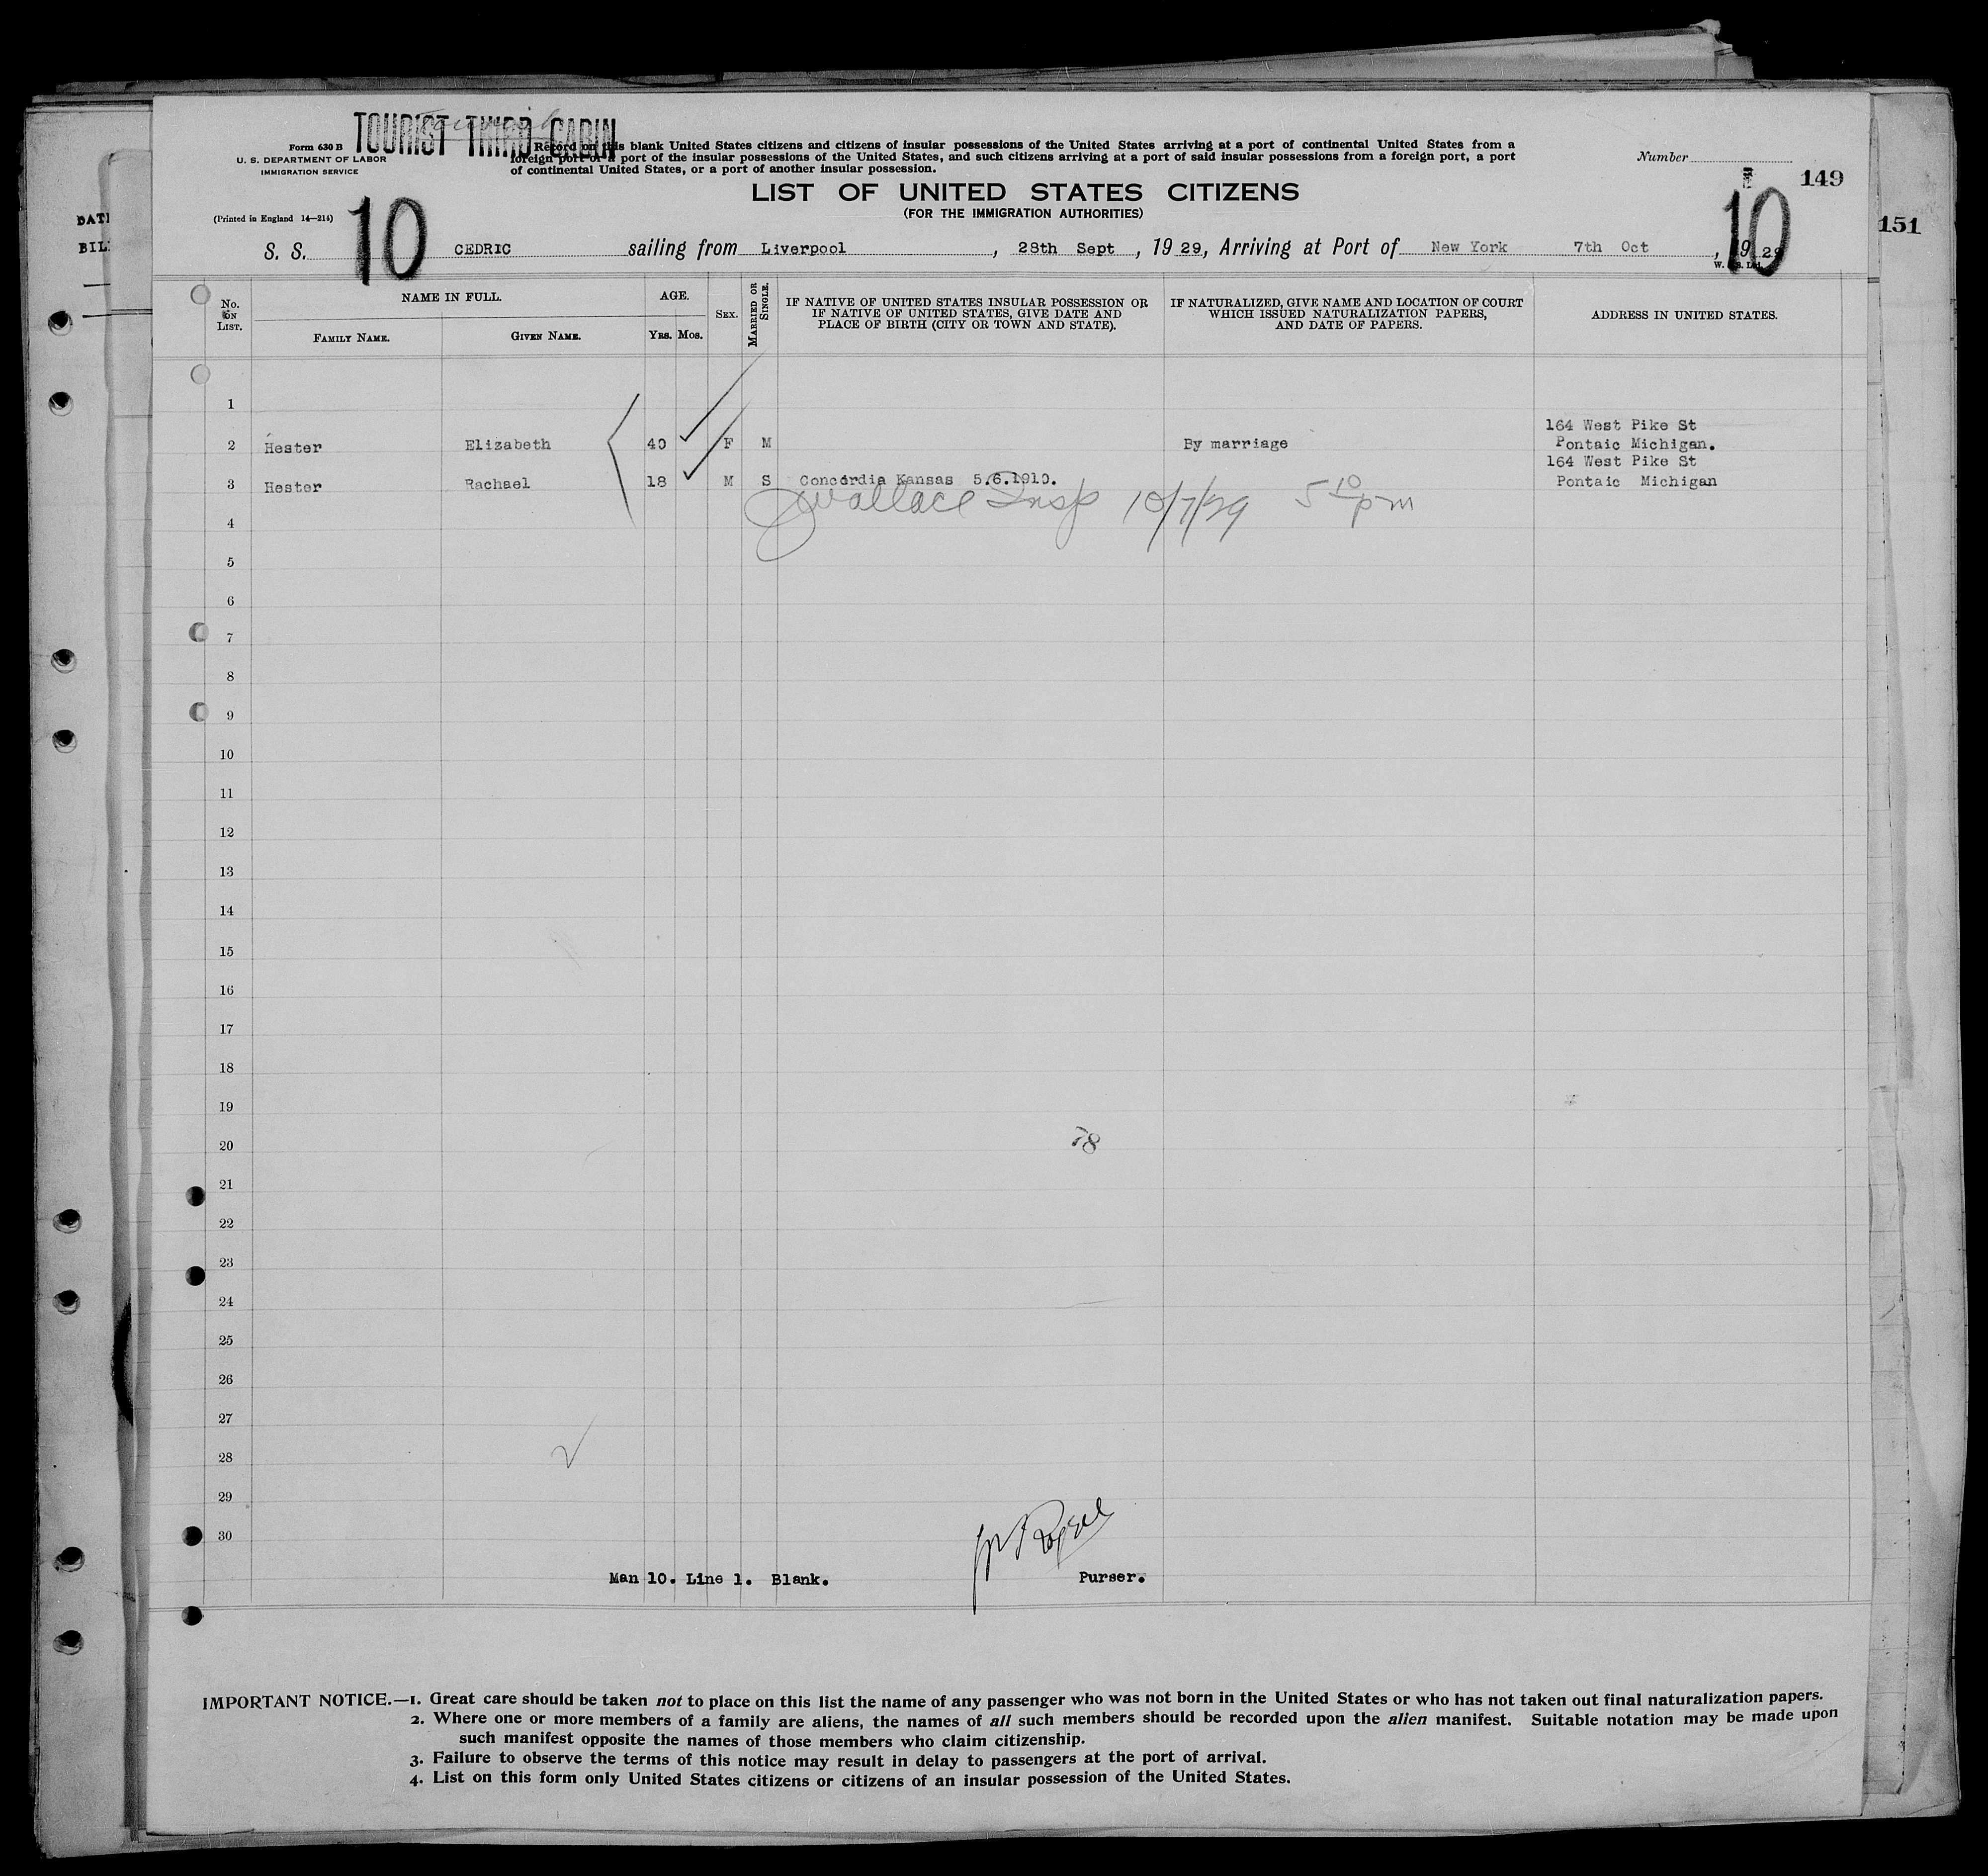 TOURIST THIRD CABIN
Form 630 B
U. S. DEPARTMENT OF LABOR
IMMIGRATION SERVICE
Record on this blank United States citizens and citizens of insular possessions of the United States arriving at a port of continental United States from a
foreign port or a port of the insular possessions of the United States, and such citizens arriving at a port of said insular possessions from a foreign port, a port
of continental United States, or a port of another insular possession.
Number
149
151
LIST OF UNITED STATES CITIZENS
(FOR THE IMMIGRATION AUTHORITIES)
(Printed in England 14—214)
DAT
BIL
10
10
S. S. CEDRIC sailing from Liverpool, 28th Sept, 1929, Arriving at Port of New York 7th Oct, 1929
No. on List.
NAME IN FULL.
Family Name.
Given Name.
AGE.
Yrs. Mos.
Sex.
Married or Single.
IF NATIVE OF UNITED STATES INSULAR POSSESSION OR
IF NATIVE OF UNITED STATES, GIVE DATE AND
PLACE OF BIRTH (CITY OR TOWN AND STATE).
IF NATURALIZED, GIVE NAME AND LOCATION OF COURT
WHICH ISSUED NATURALIZATION PAPERS,
AND DATE OF PAPERS.
ADDRESS IN UNITED STATES.
1
164 West Pike St
2 Hester Elizabeth 40 F M By marriage Pontaic Michigan.
164 West Pike St
3 Hester Rachael 18 M S Concordia Kansas 5.6.1910. Pontaic Michigan
Wallace Insp 10/7/29 5 10 pm
4
5
6
7
8
9
10
11
12
13
14
15
16
17
18
19
20
78
21
22
23
24
25
26
27
28
29
30
Man 10. Line 1. Blank.
Purser.
IMPORTANT NOTICE.—1. Great care should be taken not to place on this list the name of any passenger who was not born in the United States or who has not taken out final naturalization papers.
2. Where one or more members of a family are aliens, the names of all such members should be recorded upon the alien manifest. Suitable notation may be made upon
such manifest opposite the names of those members who claim citizenship.
3. Failure to observe the terms of this notice may result in delay to passengers at the port of arrival.
4. List on this form only United States citizens or citizens of an insular possession of the United States.